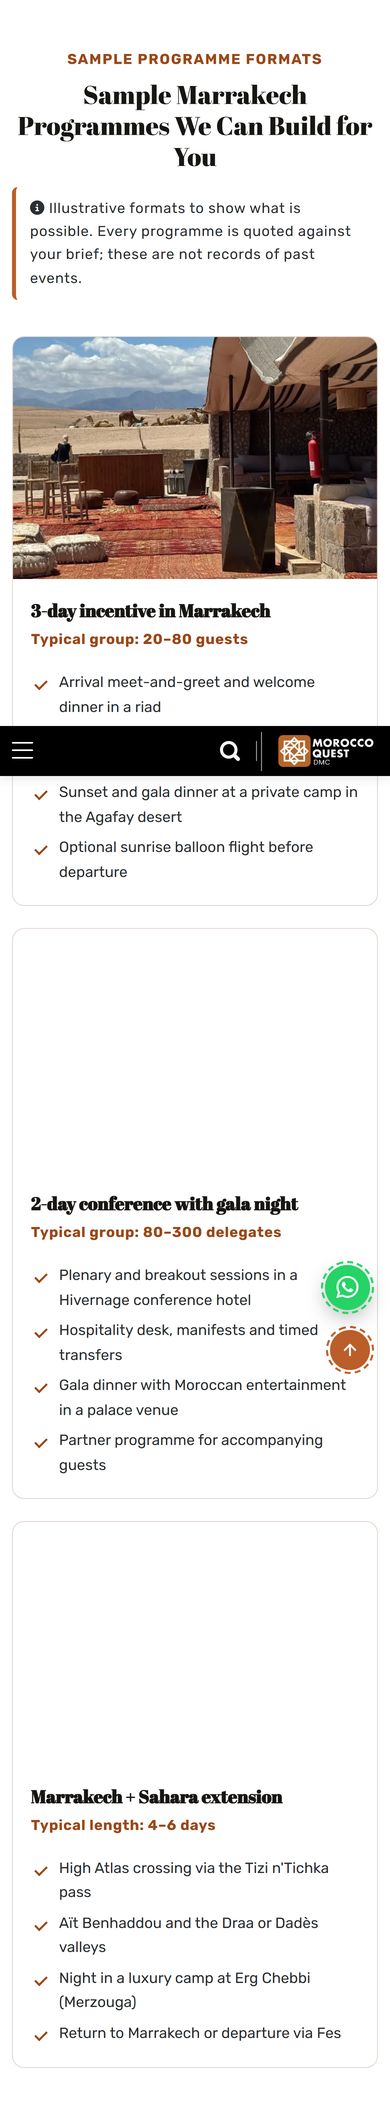 SAMPLE PROGRAMME FORMATS
Sample Marrakech
Programmes We Can Build for
You
Illustrative formats to show what is
possible. Every programme is quoted against
your brief; these are not records of past
events.
3-day incentive in Marrakech
Typical group: 20–80 guests
Arrival meet-and-greet and welcome
dinner in a riad
MOROCCO
QUEST
DMC
Sunset and gala dinner at a private camp in
the Agafay desert
Optional sunrise balloon flight before
departure
2-day conference with gala night
Typical group: 80–300 delegates
Plenary and breakout sessions in a
Hivernage conference hotel
Hospitality desk, manifests and timed
transfers
Gala dinner with Moroccan entertainment
in a palace venue
Partner programme for accompanying
guests
Marrakech + Sahara extension
Typical length: 4–6 days
High Atlas crossing via the Tizi n'Tichka
pass
Aït Benhaddou and the Draa or Dadès
valleys
Night in a luxury camp at Erg Chebbi
(Merzouga)
Return to Marrakech or departure via Fes